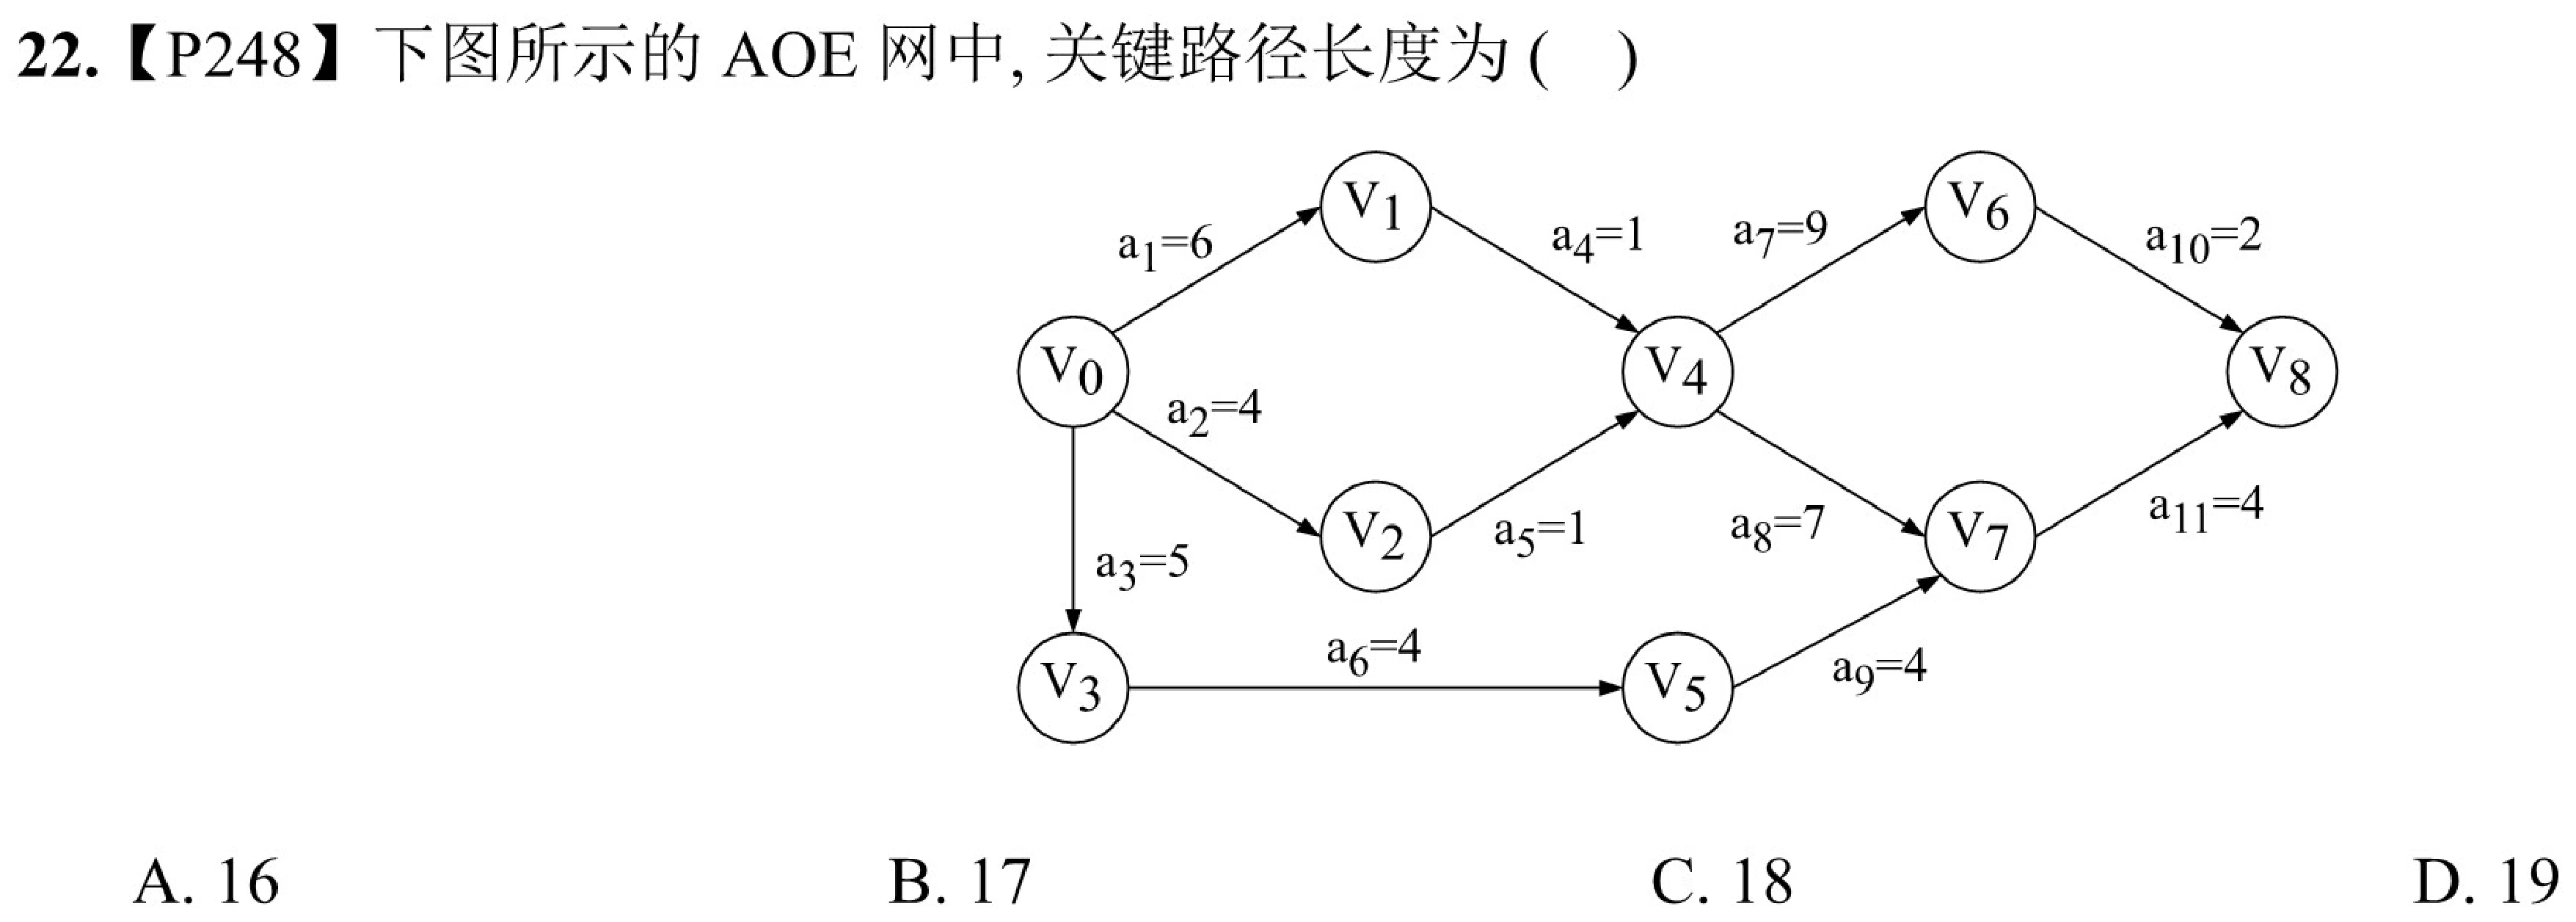 22.【P248】下图所示的 AOE 网中, 关键路径长度为 (    )
V1
V6
a1=6
a4=1
a7=9
a10=2
V0
V4
V8
a2=4
V2
V7
a5=1
a8=7
a11=4
a3=5
a6=4
a9=4
V3
V5
A. 16 B. 17 C. 18 D. 19